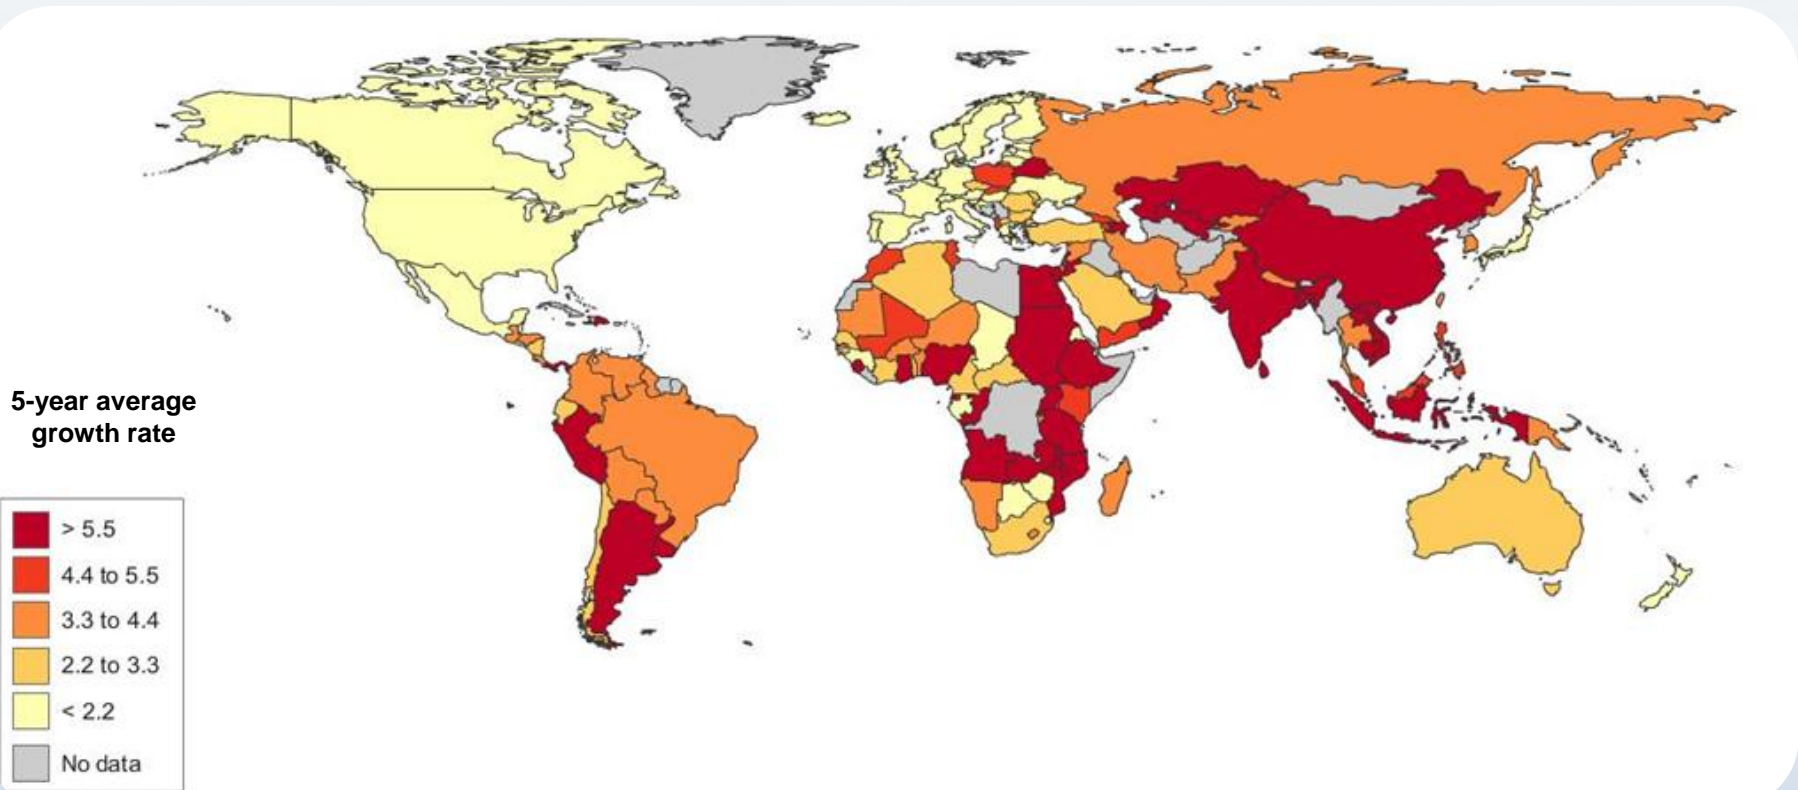 5-year average
growth rate
> 5.5
4.4 to 5.5
3.3 to 4.4
2.2 to 3.3
< 2.2
No data